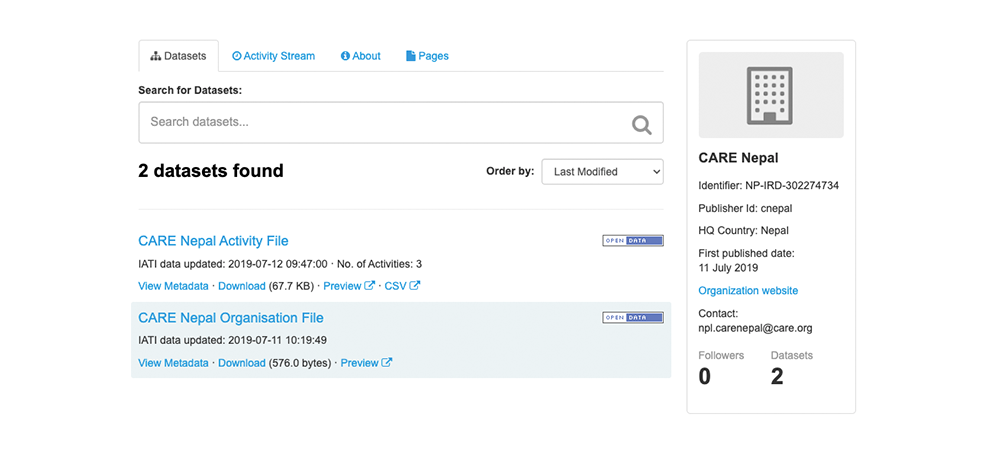 Datasets
Activity Stream
About
Pages
Search for Datasets:
Search datasets...
2 datasets found
Order by:
Last Modified
CARE Nepal Activity File
OPEN DATA
IATI data updated: 2019-07-12 09:47:00 · No. of Activities: 3
View Metadata · Download (67.7 KB) · Preview · CSV
CARE Nepal Organisation File
OPEN DATA
IATI data updated: 2019-07-11 10:19:49
View Metadata · Download (576.0 bytes) · Preview
CARE Nepal
Identifier: NP-IRD-302274734
Publisher Id: cnepal
HQ Country: Nepal
First published date:
11 July 2019
Organization website
Contact:
npl.carenepal@care.org
Followers Datasets
0 2